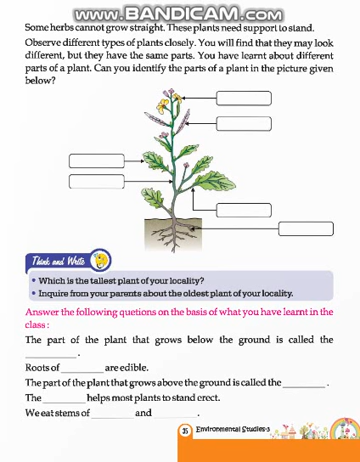 www.BANDICAM.com
Some herbs cannot grow straight. These plants need support to stand.
Observe different types of plants closely. You will find that they may look
different, but they have the same parts. You have learnt about different
parts of a plant. Can you identify the parts of a plant in the picture given
below?
Think and Write
• Which is the tallest plant of your locality?
• Inquire from your parents about the oldest plant of your locality.
Answer the following quetions on the basis of what you have learnt in the
class :
The part of the plant that grows below the ground is called the
__________.
Roots of ________ are edible.
The part of the plant that grows above the ground is called the ________.
The ________ helps most plants to stand erect.
We eat stems of ________ and ________.
35 Environmental Studies-3